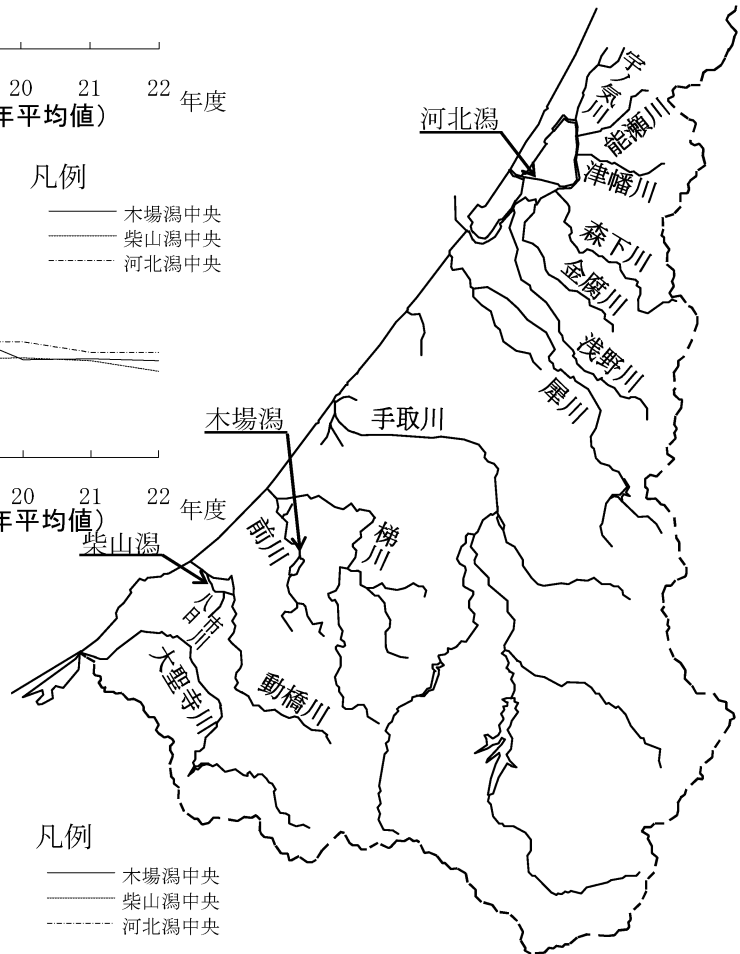 20 21 22 年度
年平均値）
凡例
木場潟中央
柴山潟中央
河北潟中央
20 21 22 年度
年平均値）
凡例
木場潟中央
柴山潟中央
河北潟中央
河北潟
宇ノ気川
能瀬川
津幡川
森下川
金腐川
浅野川
犀川
手取川
木場潟
前川
梯川
柴山潟
八日市川
動橋川
大聖寺川